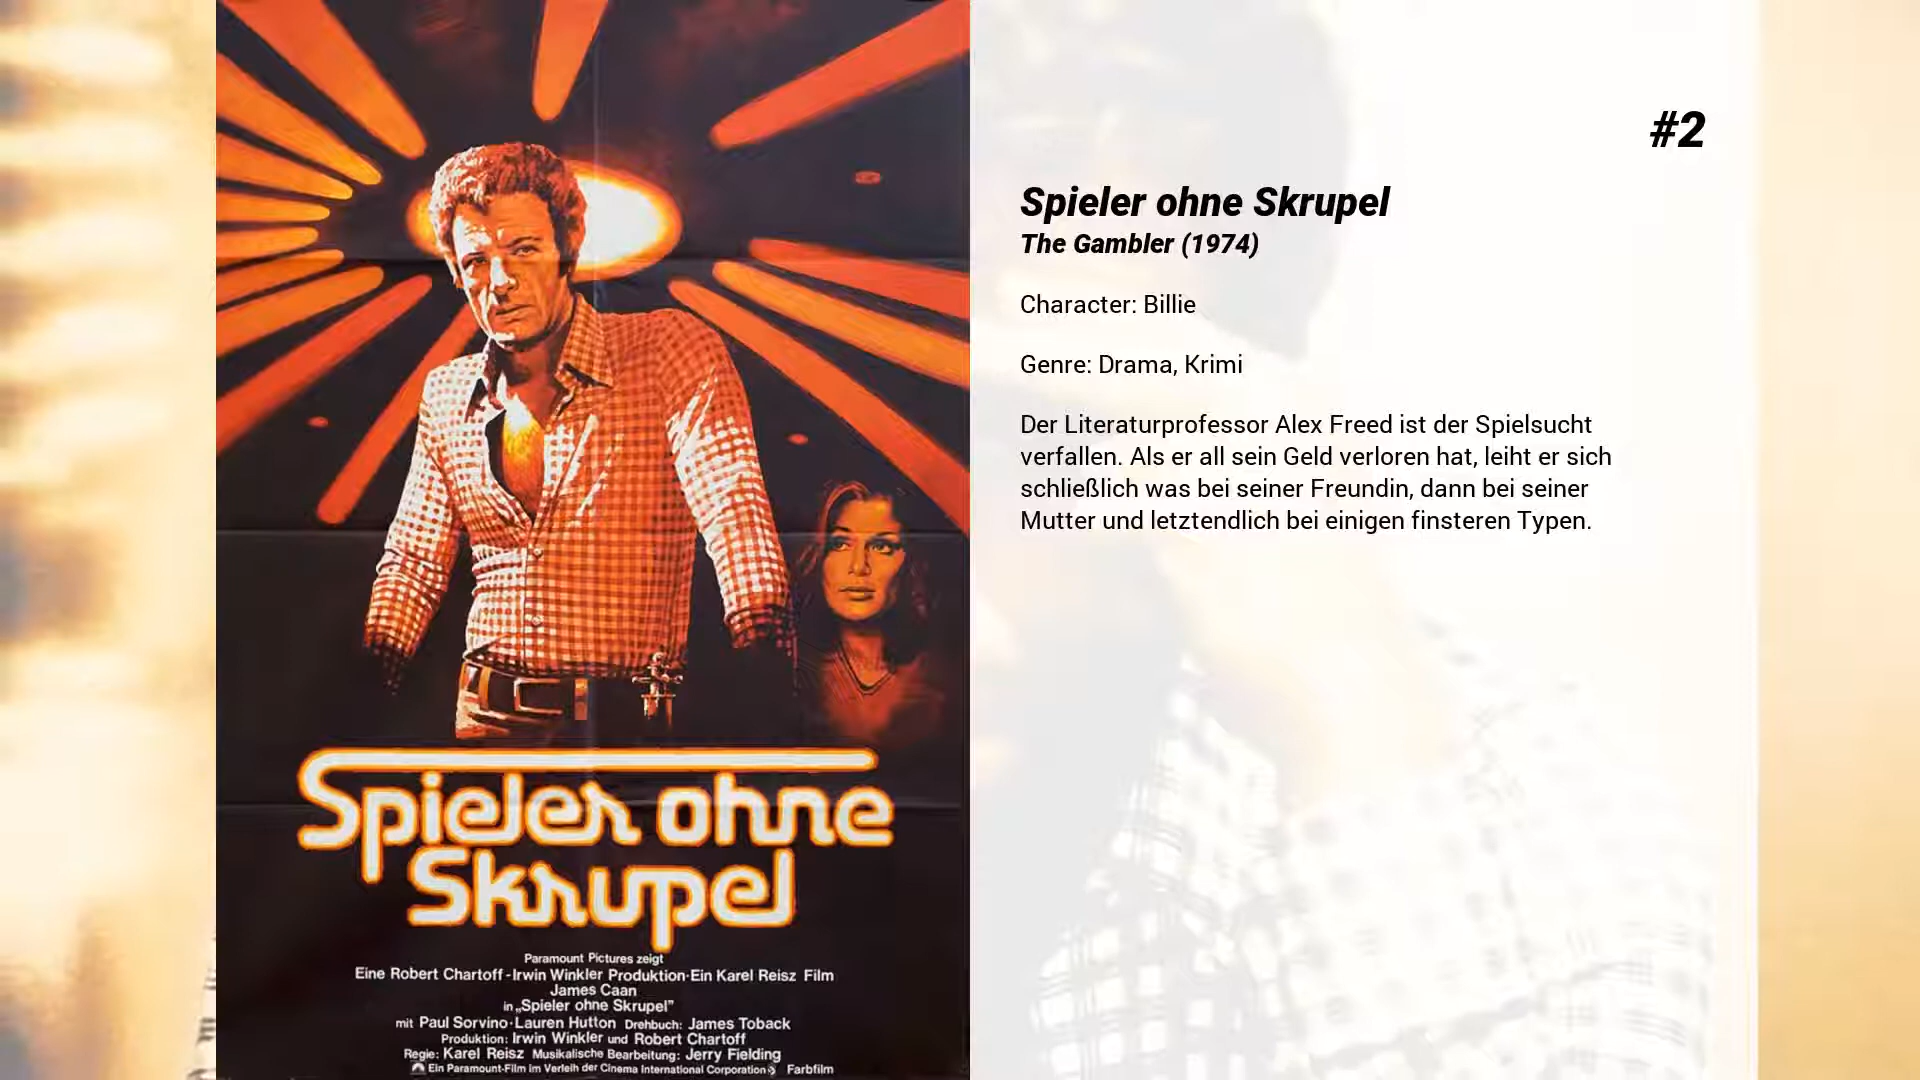 Spieler ohne
Skrupel
Paramount Pictures zeigt
Eine Robert Chartoff-Irwin Winkler Produktion·Ein Karel Reisz Film
James Caan
in „Spieler ohne Skrupel”
mit Paul Sorvino·Lauren Hutton Drehbuch: James Toback
Produktion: Irwin Winkler und Robert Chartoff
Regie: Karel Reisz Musikalische Bearbeitung: Jerry Fielding
Ein Paramount-Film im Verleih der Cinema International Corporation Farbfilm
#2
Spieler ohne Skrupel
The Gambler (1974)
Character: Billie
Genre: Drama, Krimi
Der Literaturprofessor Alex Freed ist der Spielsucht
verfallen. Als er all sein Geld verloren hat, leiht er sich
schließlich was bei seiner Freundin, dann bei seiner
Mutter und letztendlich bei einigen finsteren Typen.